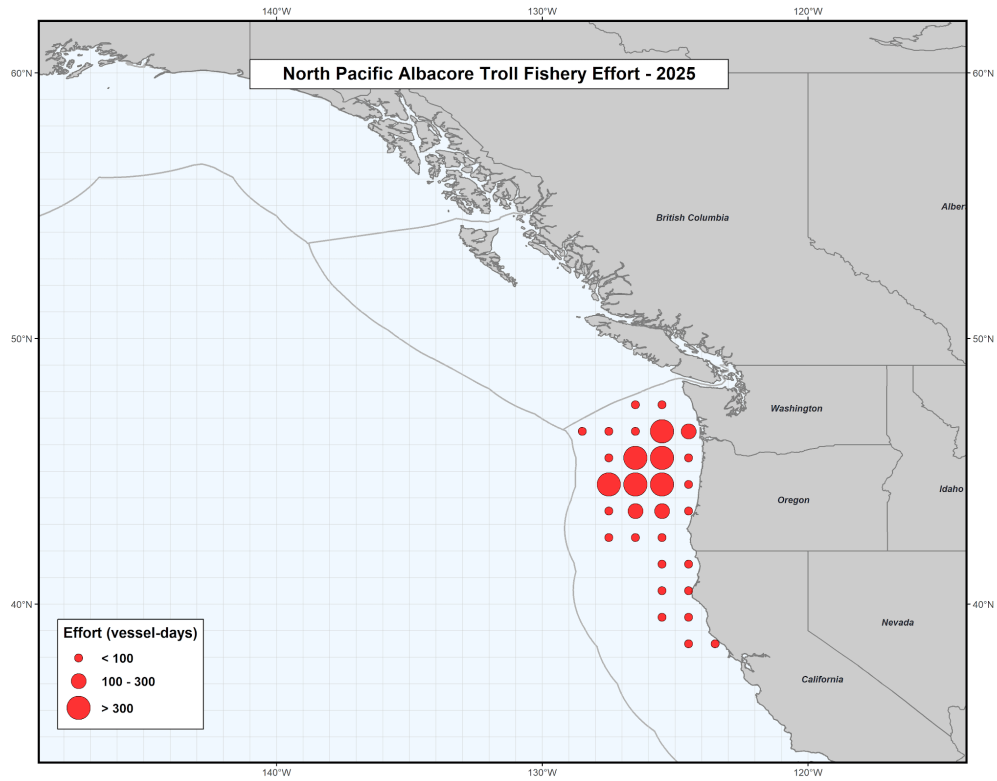 140°W 130°W 120°W
60°N 60°N
North Pacific Albacore Troll Fishery Effort - 2025
British Columbia
Alber
50°N 50°N
Washington
Idaho
Oregon
40°N 40°N
Nevada
Effort (vessel-days)
< 100
100 - 300
> 300
California
140°W 130°W 120°W